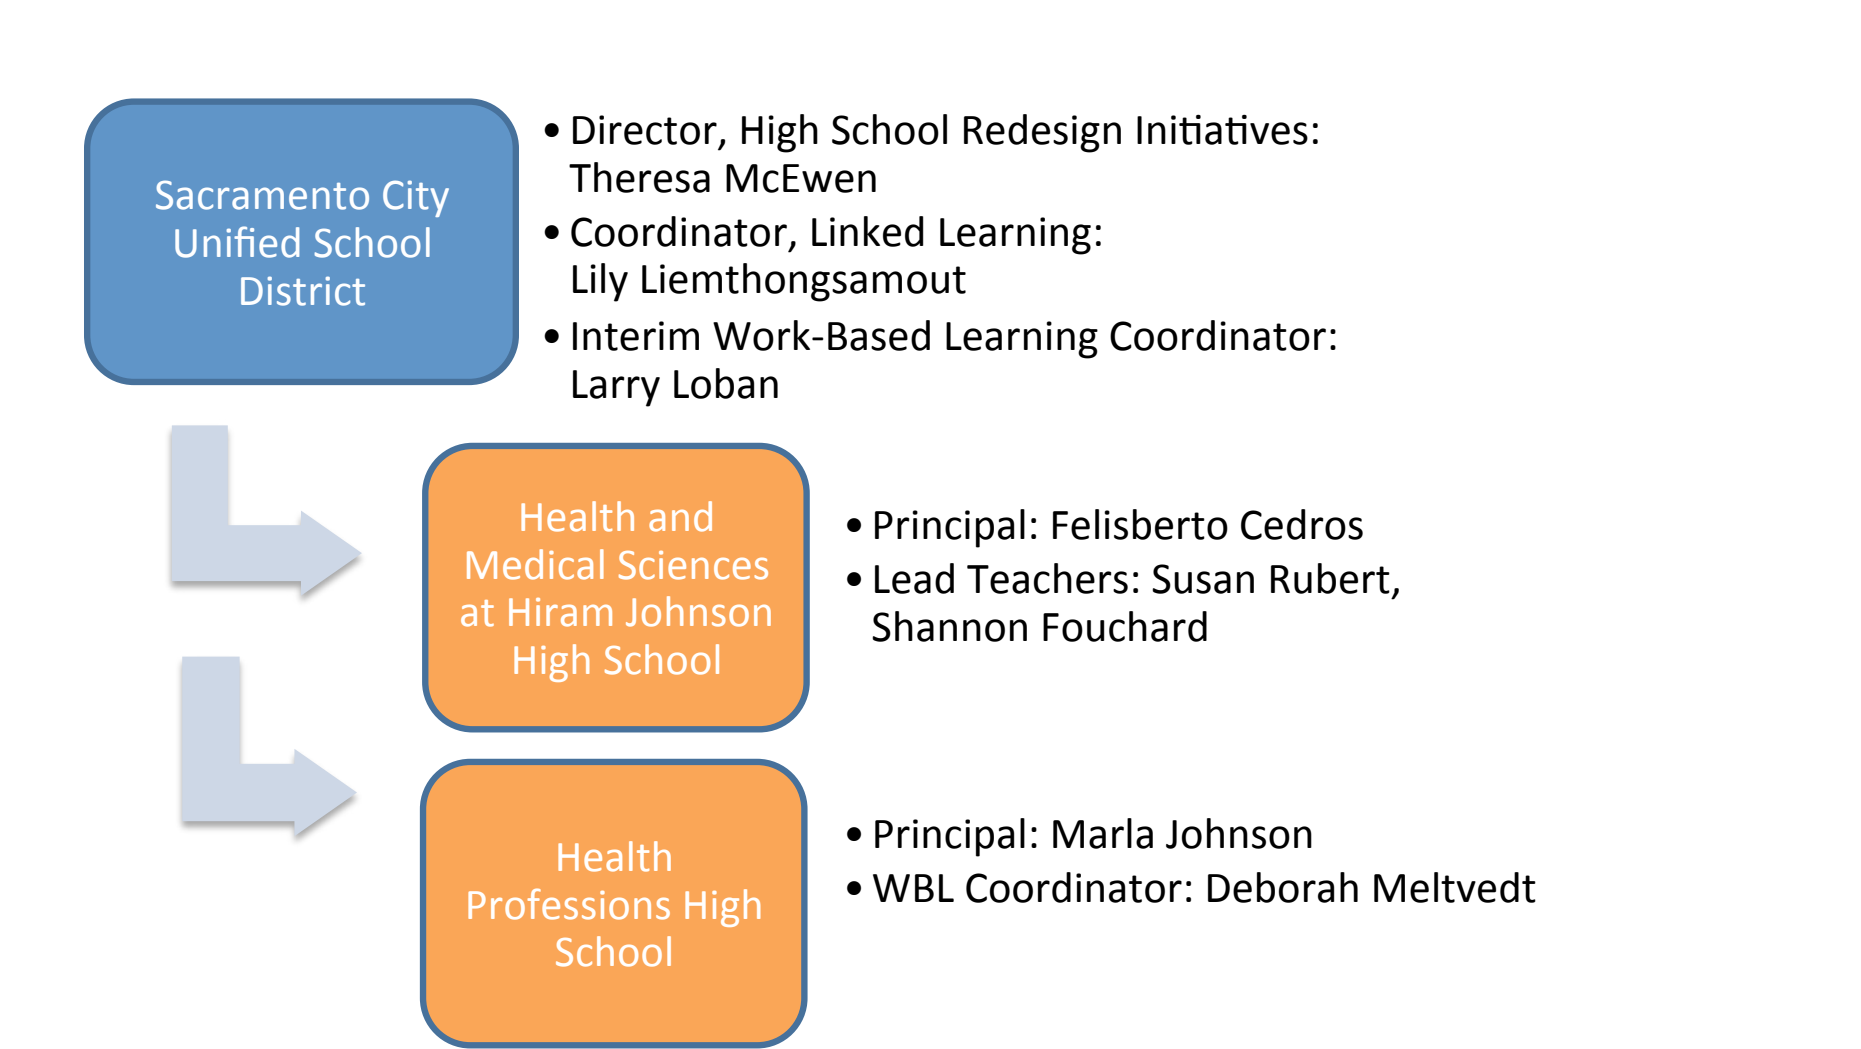 Sacramento City
Unified School
District
• Director, High School Redesign Initiatives:
Theresa McEwen
• Coordinator, Linked Learning:
Lily Liemthongsamout
• Interim Work-Based Learning Coordinator:
Larry Loban
Health and
Medical Sciences
at Hiram Johnson
High School
• Principal: Felisberto Cedros
• Lead Teachers: Susan Rubert,
Shannon Fouchard
Health
Professions High
School
• Principal: Marla Johnson
• WBL Coordinator: Deborah Meltvedt